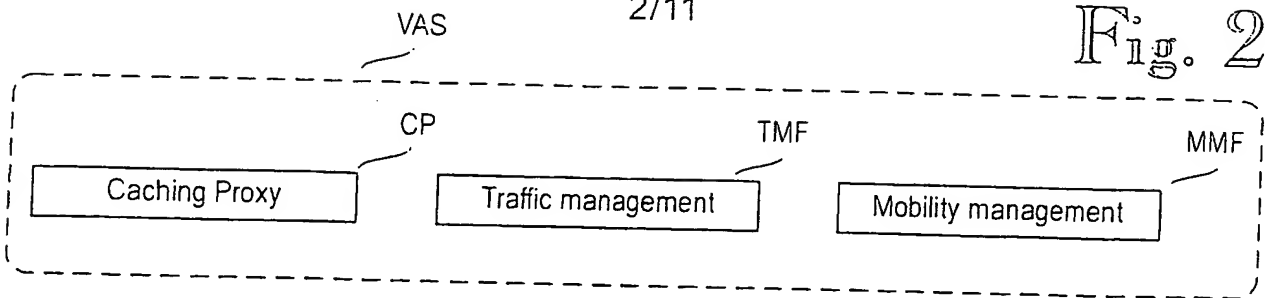 2/11
Fig. 2
VAS
CP
TMF
MMF
Caching Proxy
Traffic management
Mobility management